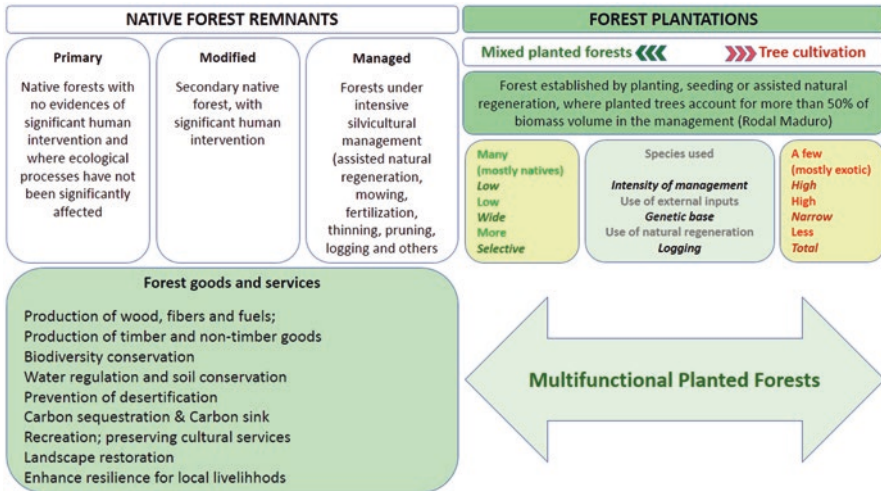 NATIVE FOREST REMNANTS
Primary
Native forests with
no evidences of
significant human
intervention and
where ecological
processes have not
been significantly
affected
Modified
Secondary native
forest, with
significant human
intervention
Managed
Forests under
intensive
silvicultural
management
(assisted natural
regeneration,
mowing,
fertilization,
thinning, pruning,
logging and others
FOREST PLANTATIONS
Mixed planted forests
Tree cultivation
Forest established by planting, seeding or assisted natural
regeneration, where planted trees account for more than 50% of
biomass volume in the management (Rodal Maduro)
Many
(mostly natives)
Low
Low
Wide
More
Selective
Species used
Intensity of management
Use of external inputs
Genetic base
Use of natural regeneration
Logging
A few
(mostly exotic)
High
High
Narrow
Less
Total
Forest goods and services
Production of wood, fibers and fuels;
Production of timber and non-timber goods
Biodiversity conservation
Water regulation and soil conservation
Prevention of desertification
Carbon sequestration & Carbon sink
Recreation; preserving cultural services
Landscape restoration
Enhance resilience for local livelihhods
Multifunctional Planted Forests